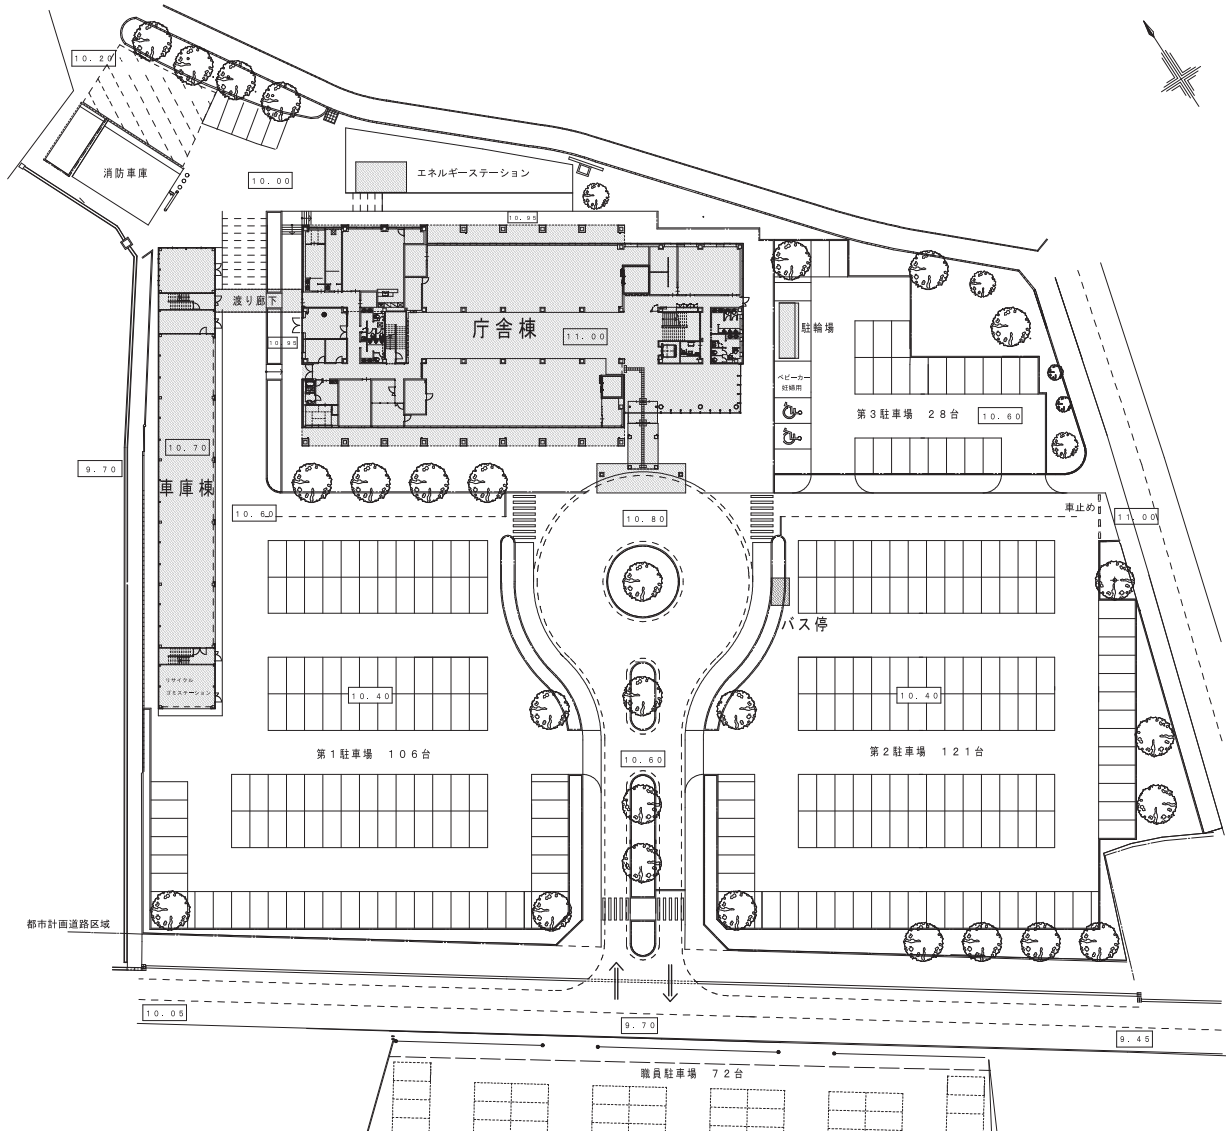 10.20
消防車庫
10.00
エネルギーステーション
10.95
渡り廊下
庁舎棟
11.00
駐輪場
10.95
ベビーカー
妊婦用
第3駐車場 28台
10.60
10.70
9.70
車庫棟
10.60
10.80
車止め
11.00
バス停
リサイクル
ゴミステーション
10.40
10.40
第1駐車場 106台
10.60
第2駐車場 121台
都市計画道路区域
10.05
9.70
9.45
職員駐車場 72台